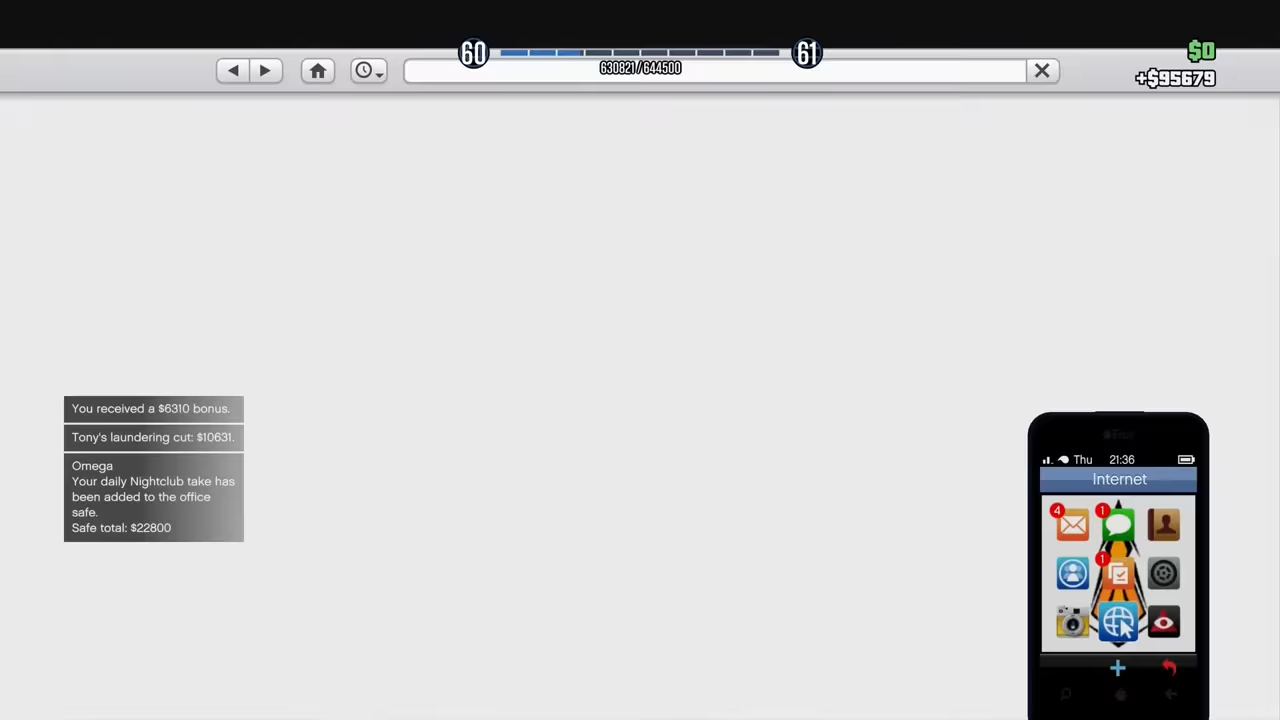 60
61
630821/644500
$0
+$95679
You received a $6310 bonus.
Tony's laundering cut: $10631.
Omega
Your daily Nightclub take has
been added to the office
safe.
Safe total: $22800
Thu 21:36
Internet
4
1
1